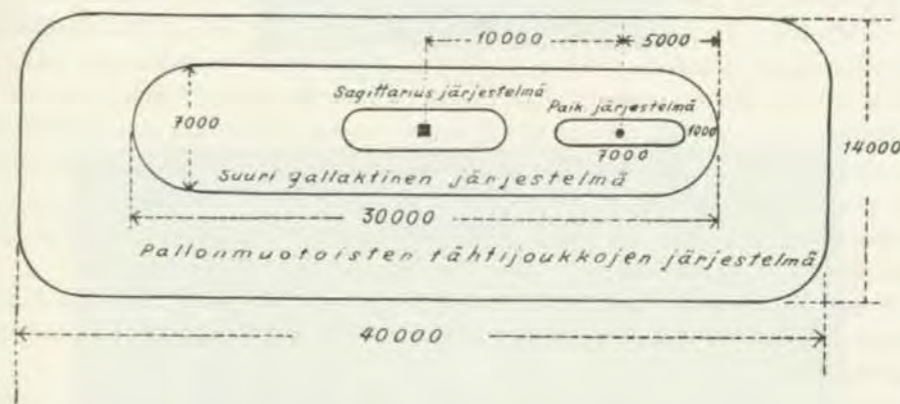 10000
5000
Sagittarius järjestelmä
Paik. järjestelmä
7000
1000
7000
14000
Suuri gallaktinen järjestelmä
30000
Pallonmuotoisten tähtijoukkojen järjestelmä
40000